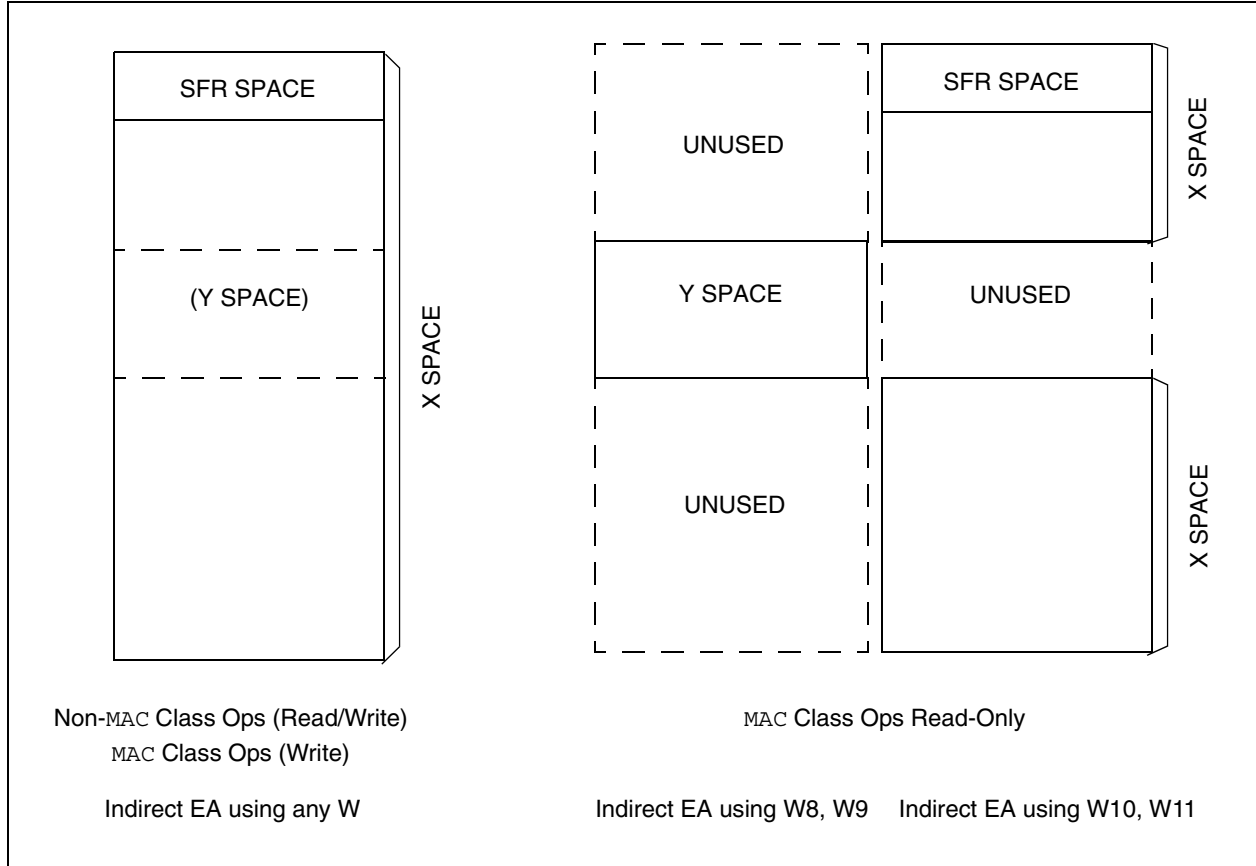 SFR SPACE
(Y SPACE)
X SPACE
Non-MAC Class Ops (Read/Write)
MAC Class Ops (Write)
Indirect EA using any W
UNUSED
Y SPACE
UNUSED
SFR SPACE
X SPACE
UNUSED
X SPACE
MAC Class Ops Read-Only
Indirect EA using W8, W9
Indirect EA using W10, W11